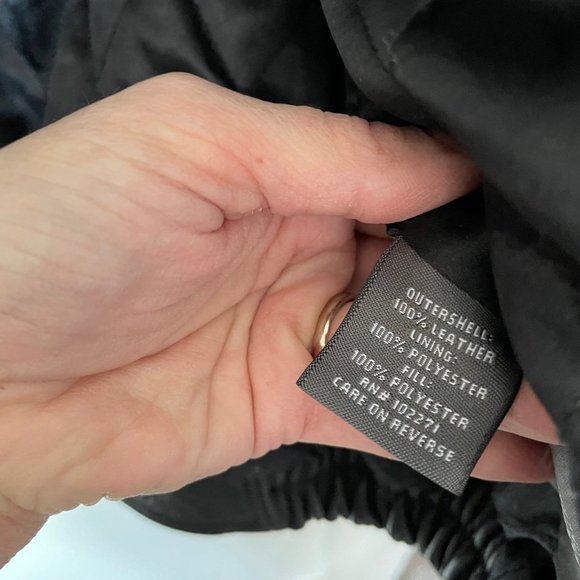 OUTERSHELL:
100% LEATHER
LINING:
100% POLYESTER
FILL:
100% POLYESTER
RN# 102271
CARE ON REVERSE